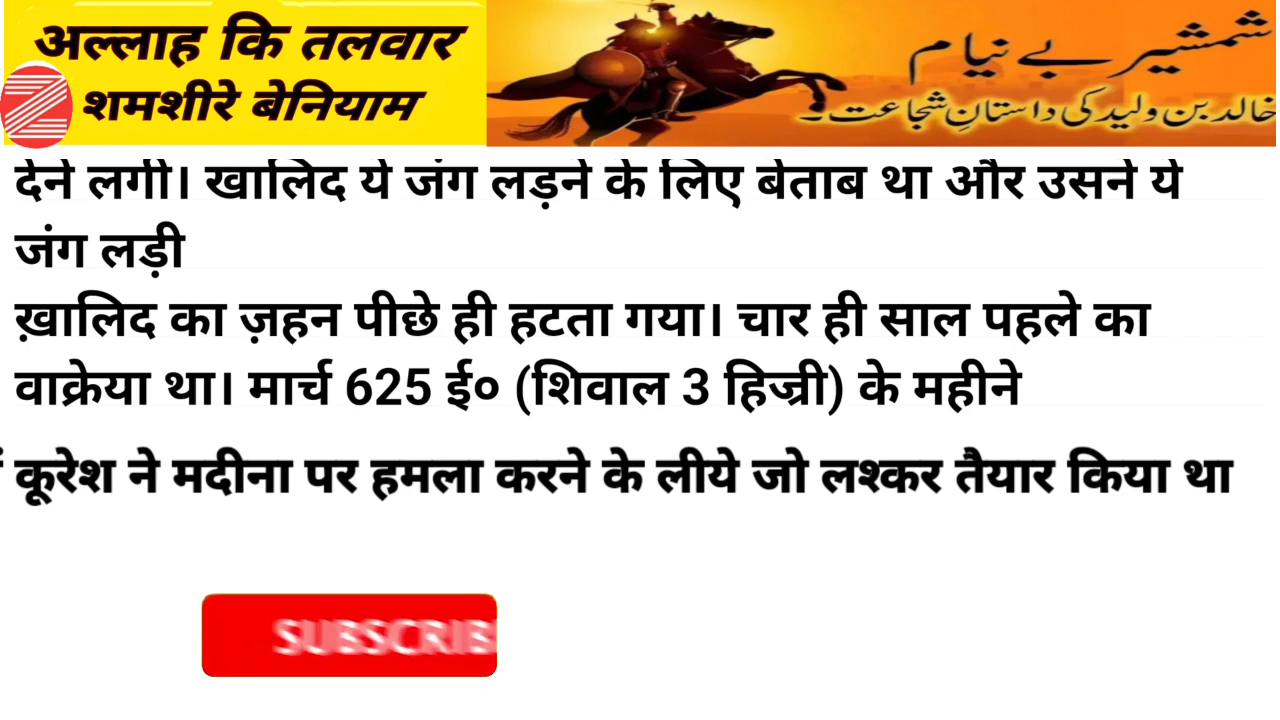 अल्लाह कि तलवार
शमशीरे बेनियाम
شمشیر بے نیام
خالد بن ولید کی داستانِ شجاعت
देने लगी। खालिद ये जंग लड़ने के लिए बेताब था और उसने ये
जंग लड़ी
ख़ालिद का ज़हन पीछे ही हटता गया। चार ही साल पहले का
वाक़ेया था। मार्च 625 ई० (शिवाल 3 हिज्री) के महीने
कूरेश ने मदीना पर हमला करने के लीये जो लश्कर तैयार किया था
SUBSCRIB